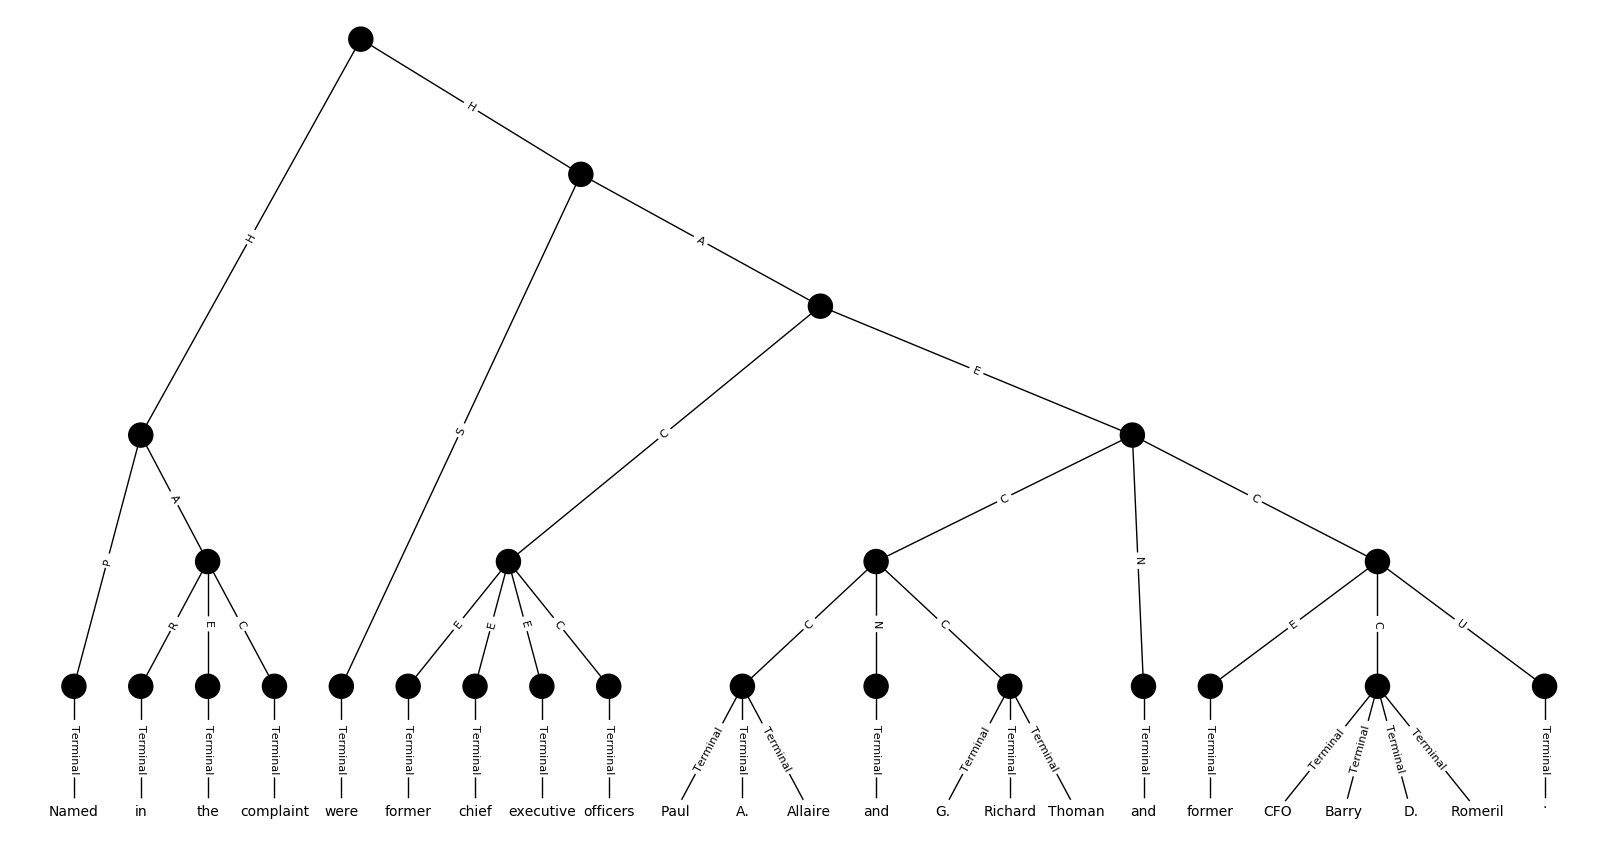 H
H
A
E
C
S
A
P
C
N
C
R
E
C
E
E
E
C
C
N
C
E
C
U
Terminal Terminal Terminal Terminal Terminal Terminal Terminal Terminal Terminal Terminal Terminal Terminal Terminal Terminal Terminal Terminal Terminal Terminal Terminal Terminal Terminal Terminal Terminal
Named in the complaint were former chief executive officers Paul A. Allaire and G. Richard Thoman and former CFO Barry D. Romeril .